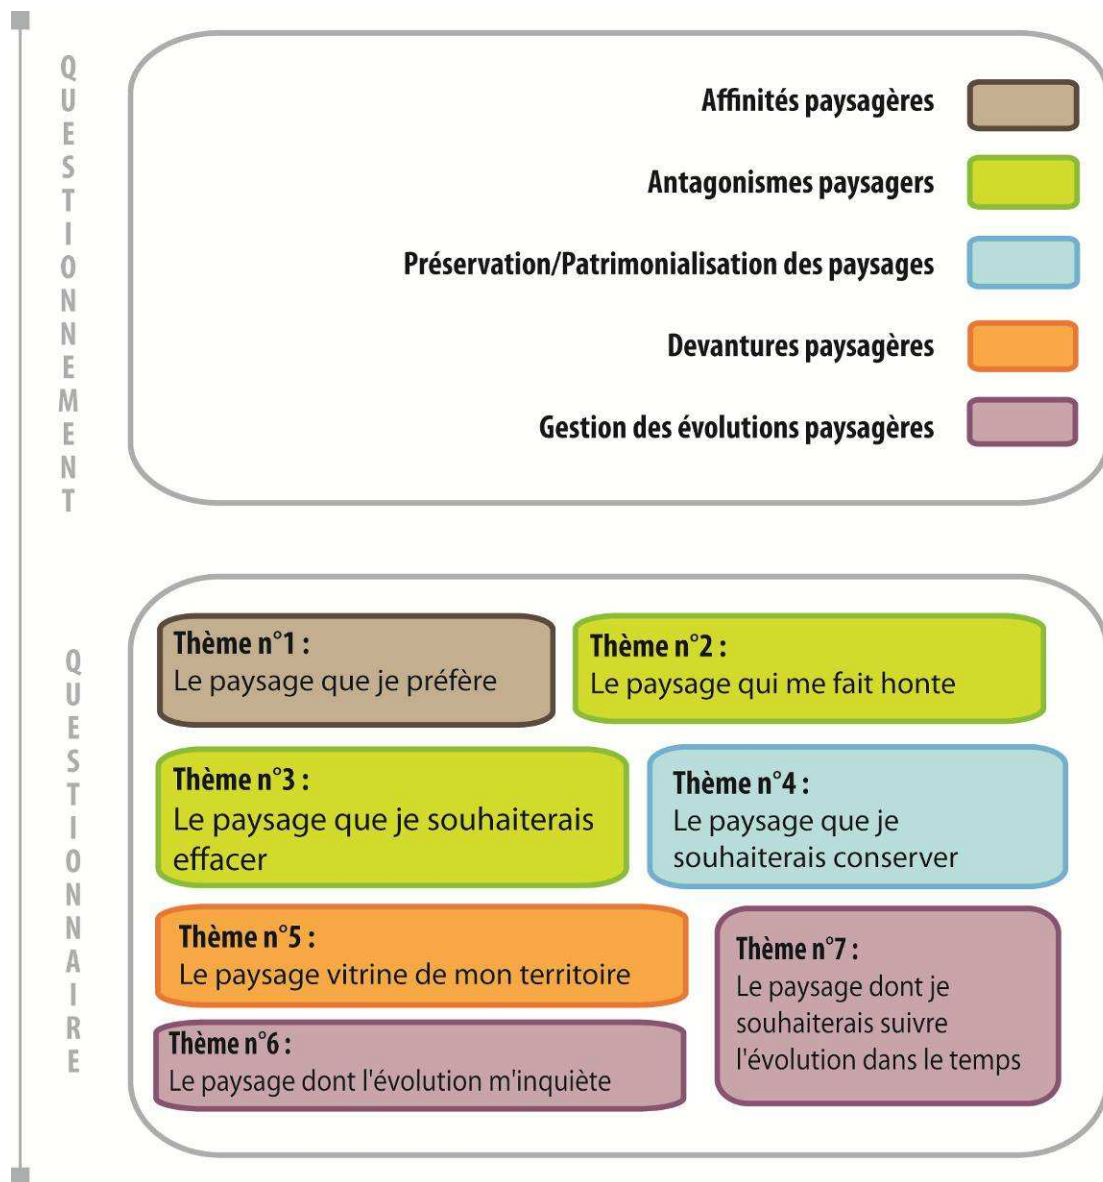 QUESTIONNEMENT
Affinités paysagères
Antagonismes paysagers
Préservation/Patrimonialisation des paysages
Devantures paysagères
Gestion des évolutions paysagères
QUESTIONNAIRE
Thème n°1 :
Le paysage que je préfère
Thème n°2 :
Le paysage qui me fait honte
Thème n°3 :
Le paysage que je souhaiterais
effacer
Thème n°4 :
Le paysage que je
souhaiterais conserver
Thème n°5 :
Le paysage vitrine de mon territoire
Thème n°6 :
Le paysage dont l'évolution m'inquiète
Thème n°7 :
Le paysage dont je
souhaiterais suivre
l'évolution dans le temps